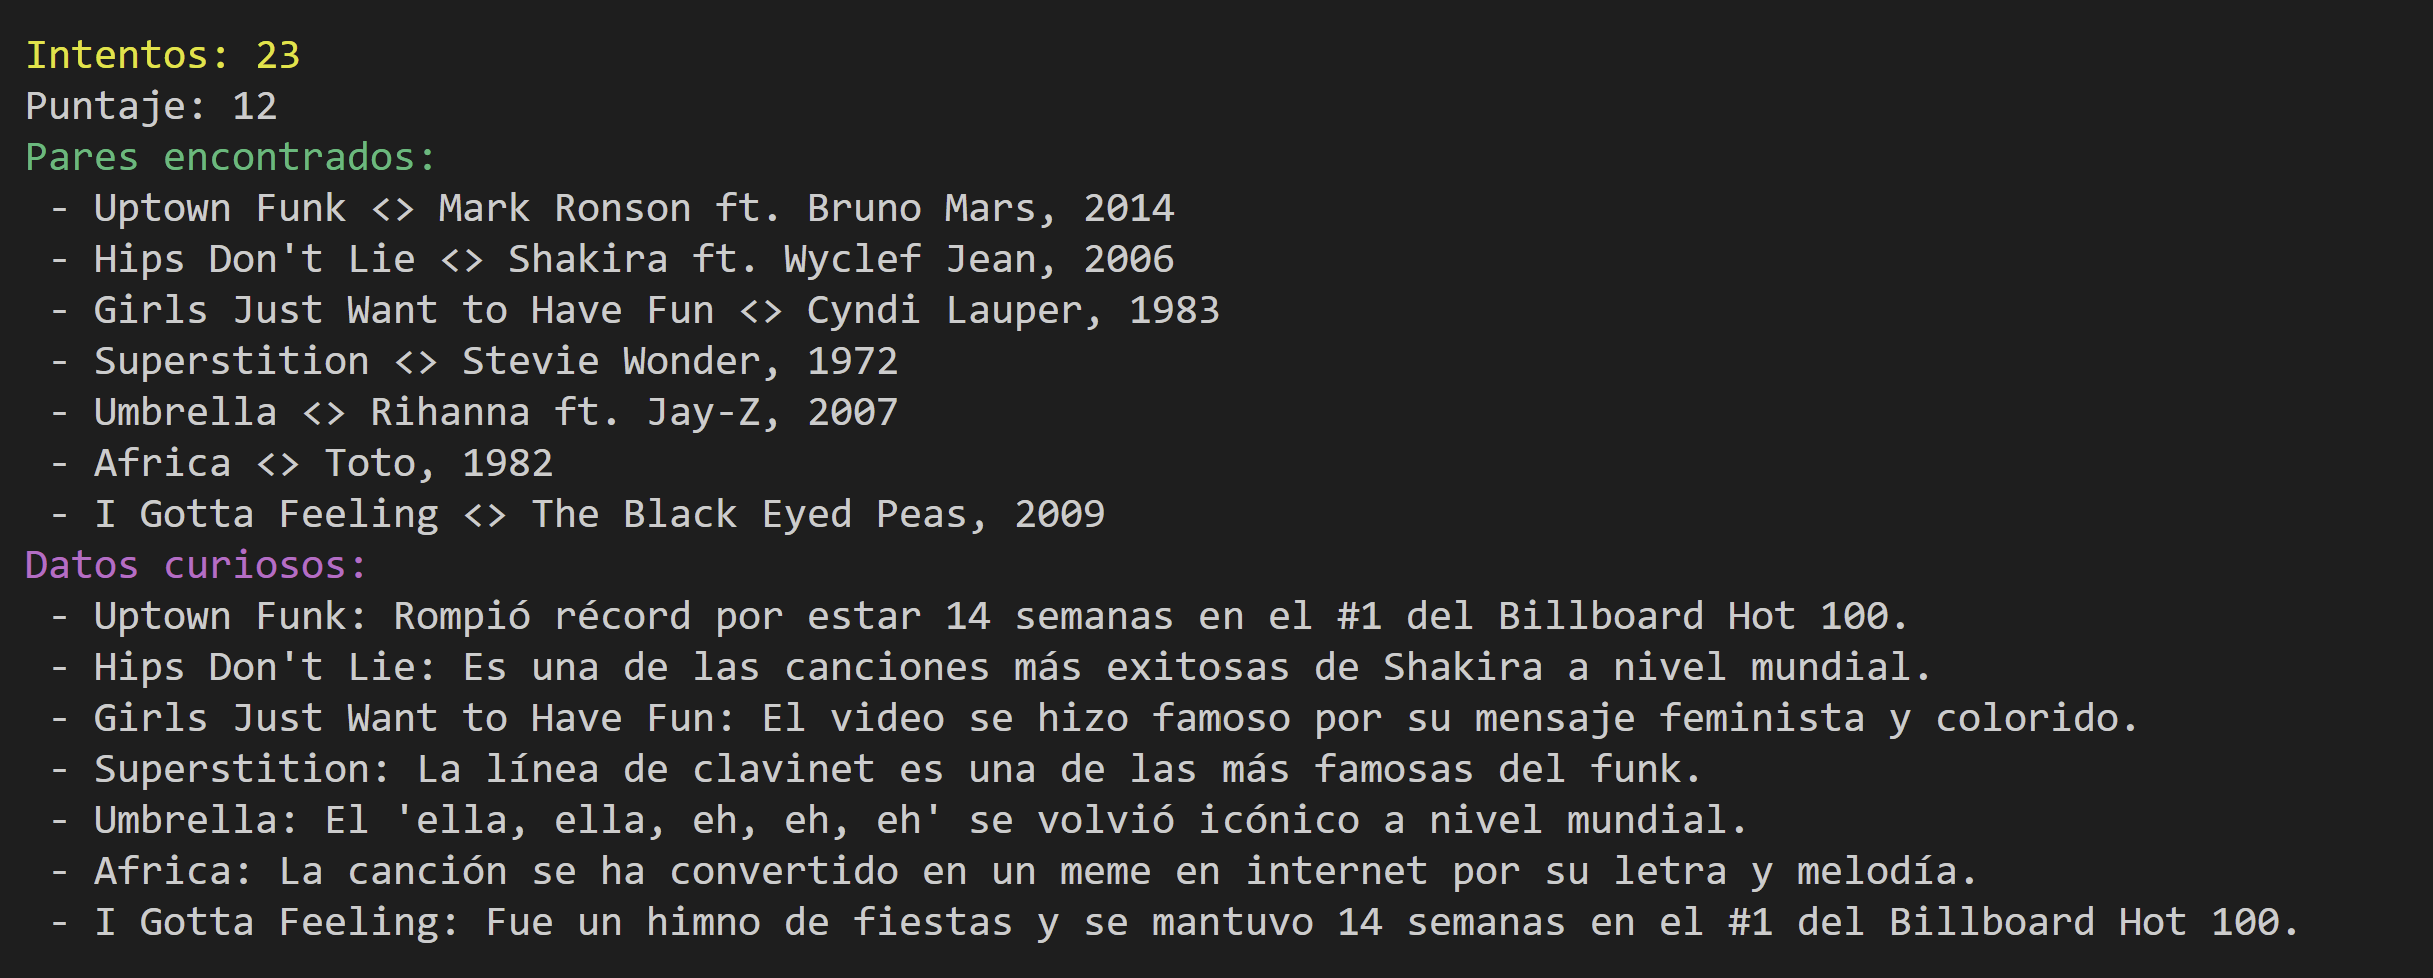 Intentos: 23
Puntaje: 12
Pares encontrados:
- Uptown Funk <> Mark Ronson ft. Bruno Mars, 2014
- Hips Don't Lie <> Shakira ft. Wyclef Jean, 2006
- Girls Just Want to Have Fun <> Cyndi Lauper, 1983
- Superstition <> Stevie Wonder, 1972
- Umbrella <> Rihanna ft. Jay-Z, 2007
- Africa <> Toto, 1982
- I Gotta Feeling <> The Black Eyed Peas, 2009
Datos curiosos:
- Uptown Funk: Rompió récord por estar 14 semanas en el #1 del Billboard Hot 100.
- Hips Don't Lie: Es una de las canciones más exitosas de Shakira a nivel mundial.
- Girls Just Want to Have Fun: El video se hizo famoso por su mensaje feminista y colorido.
- Superstition: La línea de clavinet es una de las más famosas del funk.
- Umbrella: El 'ella, ella, eh, eh, eh' se volvió icónico a nivel mundial.
- Africa: La canción se ha convertido en un meme en internet por su letra y melodía.
- I Gotta Feeling: Fue un himno de fiestas y se mantuvo 14 semanas en el #1 del Billboard Hot 100.